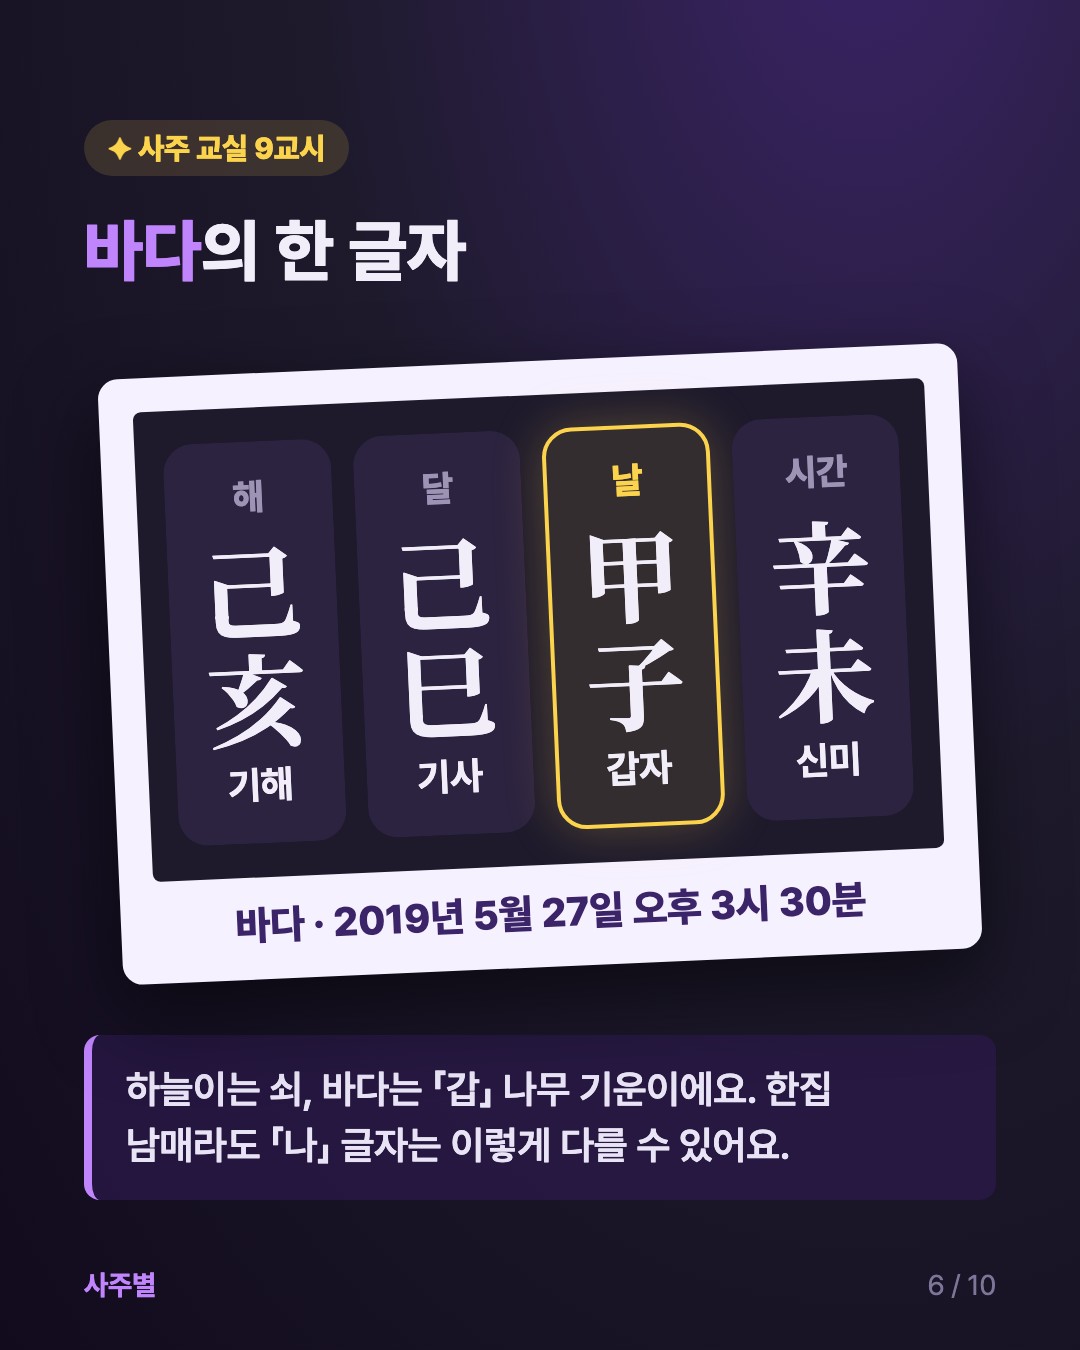 ✦ 사주 교실 9교시
바다의 한 글자
해 달 날 시간
己 己 甲 辛
亥 巳 子 未
기해 기사 갑자 신미
바다 · 2019년 5월 27일 오후 3시 30분
하늘이는 쇠, 바다는 「갑」 나무 기운이에요. 한집
남매라도 「나」 글자는 이렇게 다를 수 있어요.
사주별
6 / 10